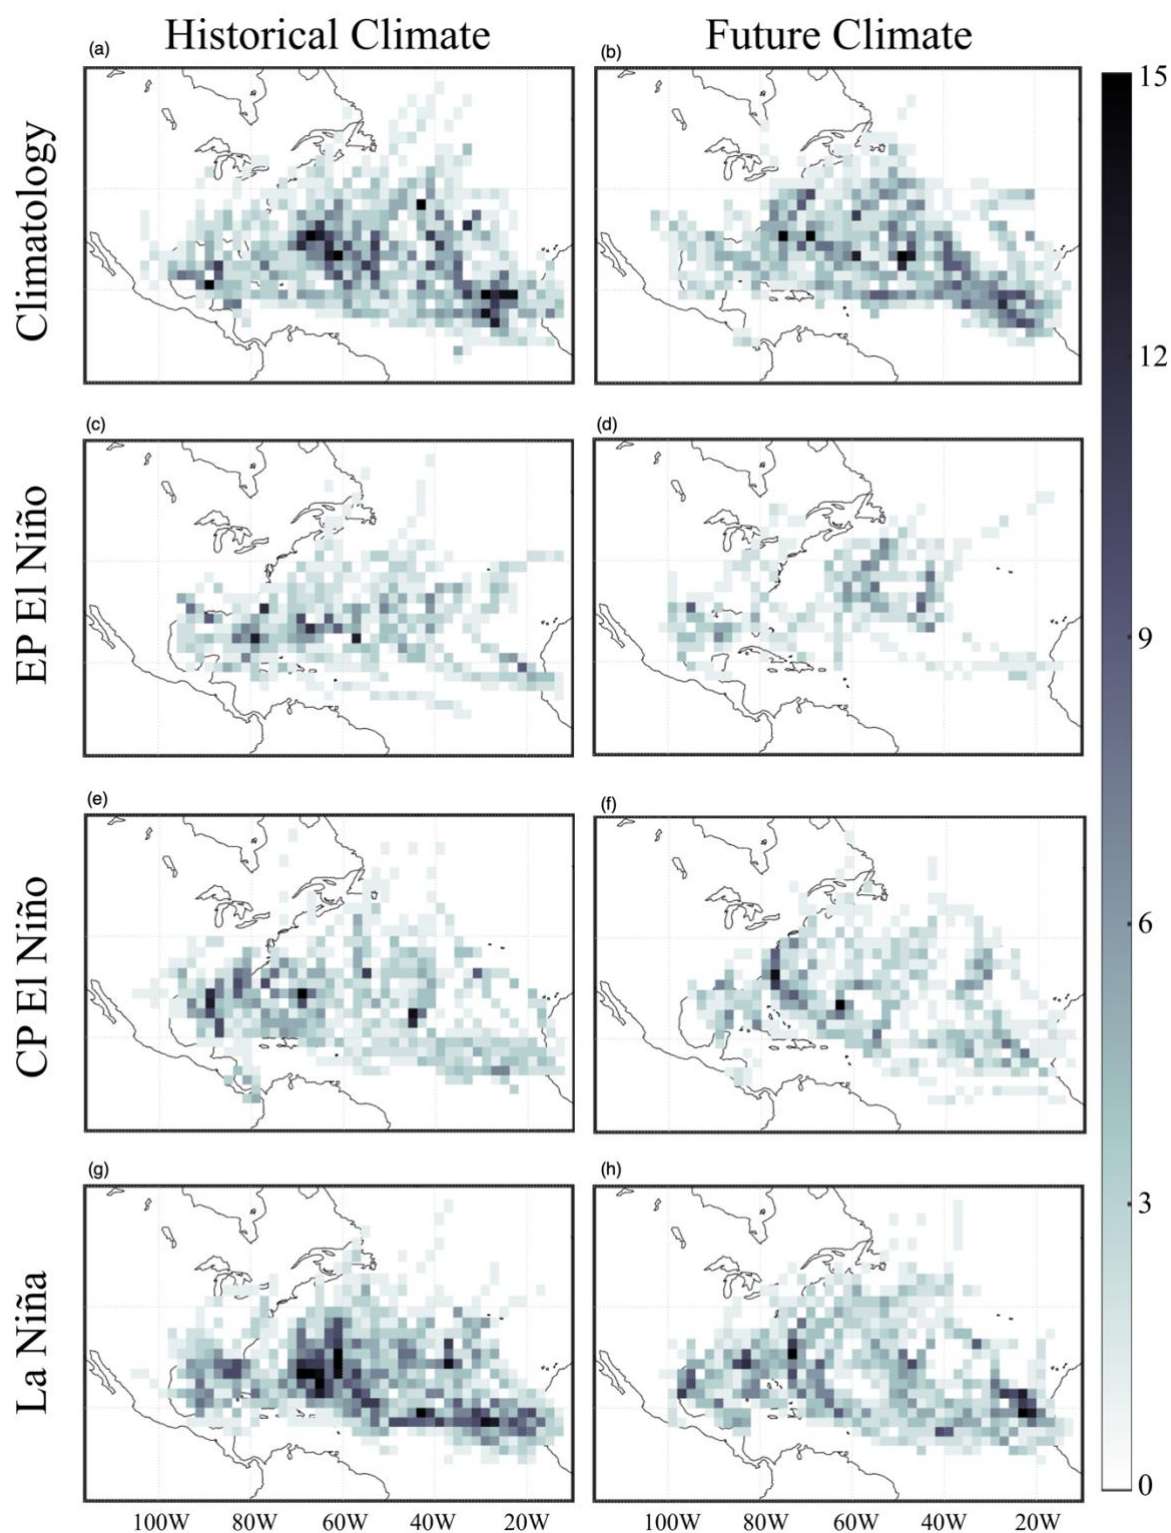 Historical Climate
Future Climate
(a)
(b)
15
Climatology
12
(c)
(d)
EP El Niño
9
(e)
(f)
CP El Niño
6
(g)
(h)
3
La Niña
0
100W 80W 60W 40W 20W
100W 80W 60W 40W 20W